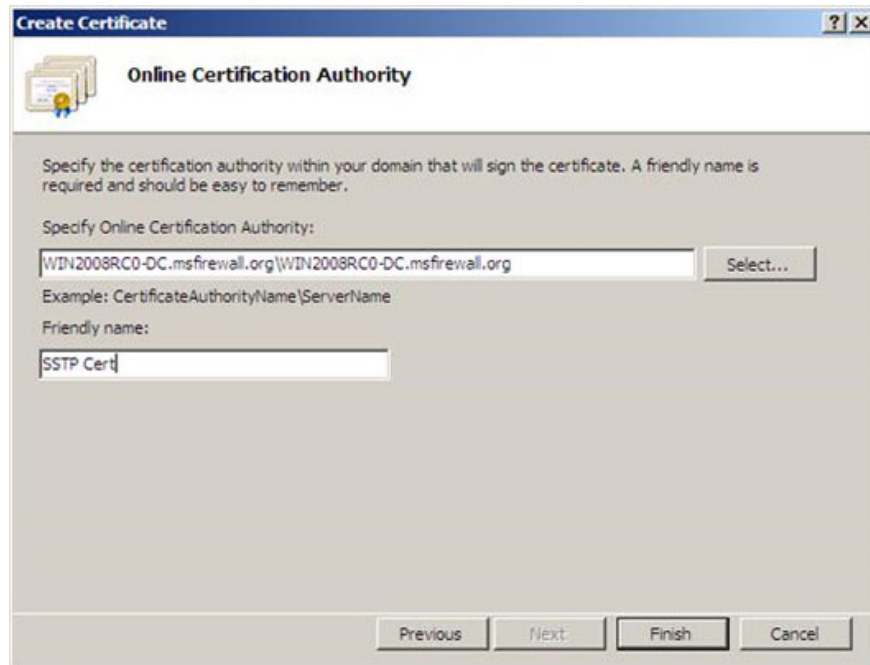 Create Certificate
Online Certification Authority
Specify the certification authority within your domain that will sign the certificate. A friendly name is
required and should be easy to remember.
Specify Online Certification Authority:
WIN2008RC0-DC.msfirewall.org\WIN2008RC0-DC.msfirewall.org
Select...
Example: CertificateAuthorityName\ServerName
Friendly name:
SSTP Cert
Previous Next Finish Cancel